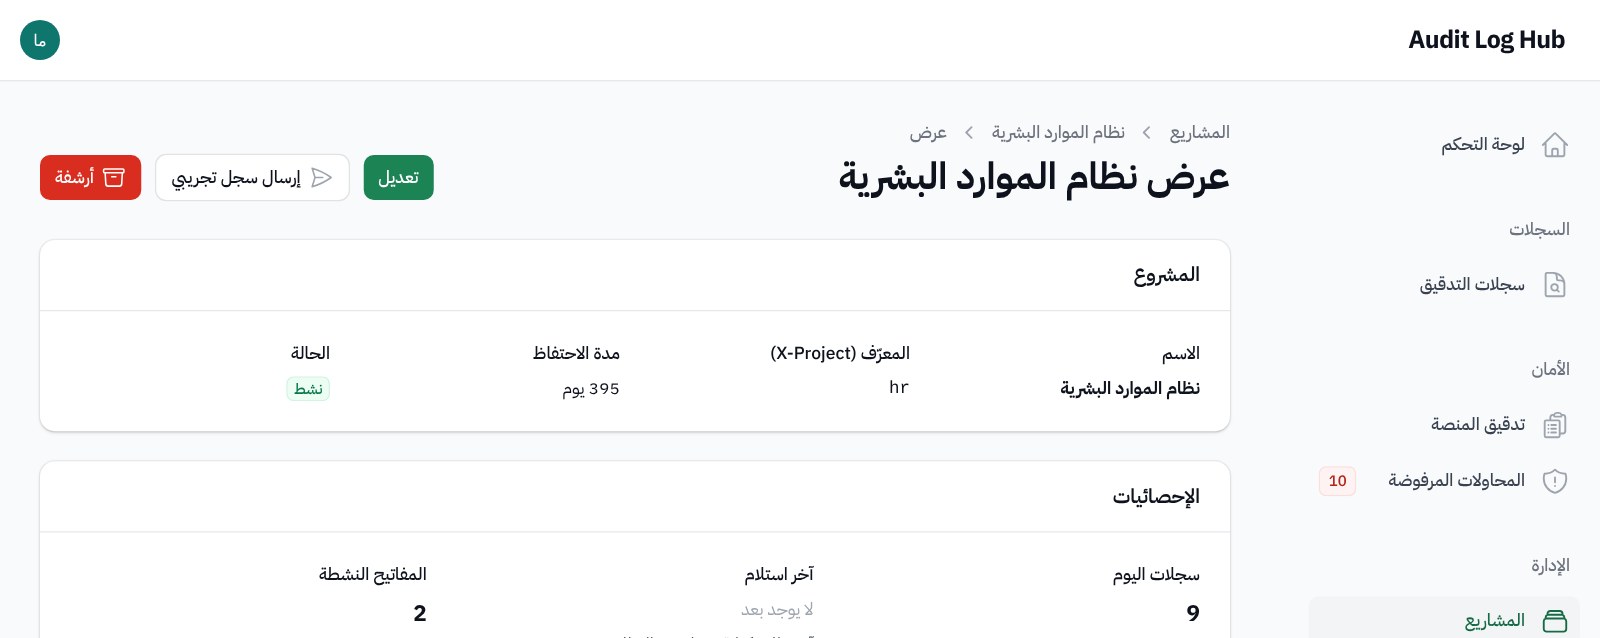 Audit Log Hub
ما
لوحة التحكم
السجلات
سجلات التدقيق
الأمان
تدقيق المنصة
المحاولات المرفوضة
10
الإدارة
المشاريع
المشاريع
نظام الموارد البشرية
عرض
عرض نظام الموارد البشرية
تعديل
إرسال سجل تجريبي
أرشفة
المشروع
الاسم
نظام الموارد البشرية
المعرّف (X-Project)
hr
مدة الاحتفاظ
395 يوم
الحالة
نشط
الإحصائيات
سجلات اليوم
9
آخر استلام
لا يوجد بعد
المفاتيح النشطة
2